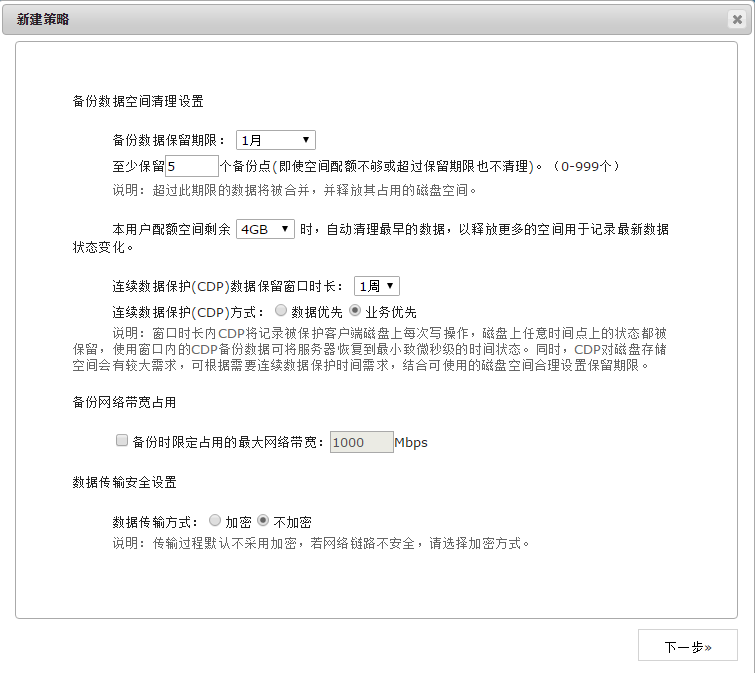 新建策略
备份数据空间清理设置
备份数据保留期限： 1月
至少保留5个备份点(即使空间配额不够或超过保留期限也不清理)。（0-999个）
说明：超过此期限的数据将被合并，并释放其占用的磁盘空间。
本用户配额空间剩余 4GB 时，自动清理最早的数据，以释放更多的空间用于记录最新数据
状态变化。
连续数据保护(CDP)数据保留窗口时长： 1周
连续数据保护(CDP)方式： 数据优先 业务优先
说明：窗口时长内CDP将记录被保护客户端磁盘上每次写操作，磁盘上任意时间点上的状态都被
保留，使用窗口内的CDP备份数据可将服务器恢复到最小致微秒级的时间状态。同时，CDP对磁盘存储
空间会有较大需求，可根据需要连续数据保护时间需求，结合可使用的磁盘空间合理设置保留期限。
备份网络带宽占用
备份时限定占用的最大网络带宽：1000Mbps
数据传输安全设置
数据传输方式： 加密 不加密
说明：传输过程默认不采用加密，若网络链路不安全，请选择加密方式。
下一步»